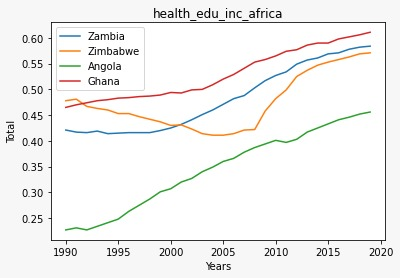 health_edu_inc_africa
Zambia
Zimbabwe
Angola
Ghana
Total
0.60
0.55
0.50
0.45
0.40
0.35
0.30
0.25
1990 1995 2000 2005 2010 2015 2020
Years